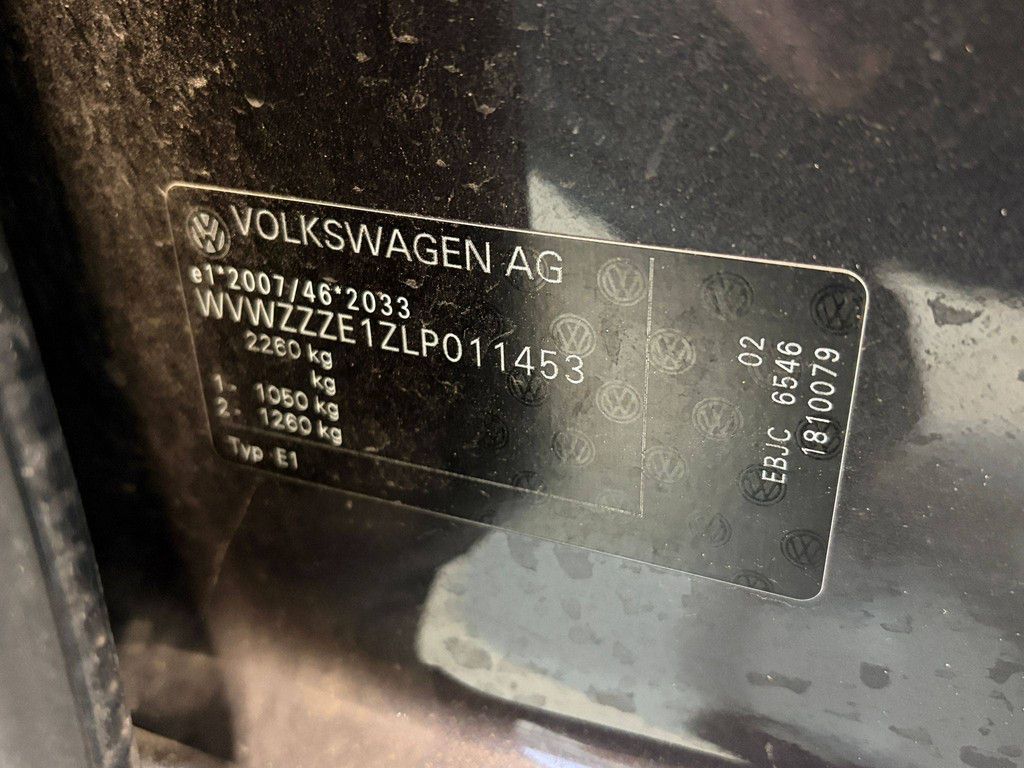 VOLKSWAGEN AG
e1*2007/46*2033
WVWZZZE1ZLP011453
2260 kg
kg
1- 1050 kg
2- 1260 kg
Typ E1
02
EBJC 6546
1810079